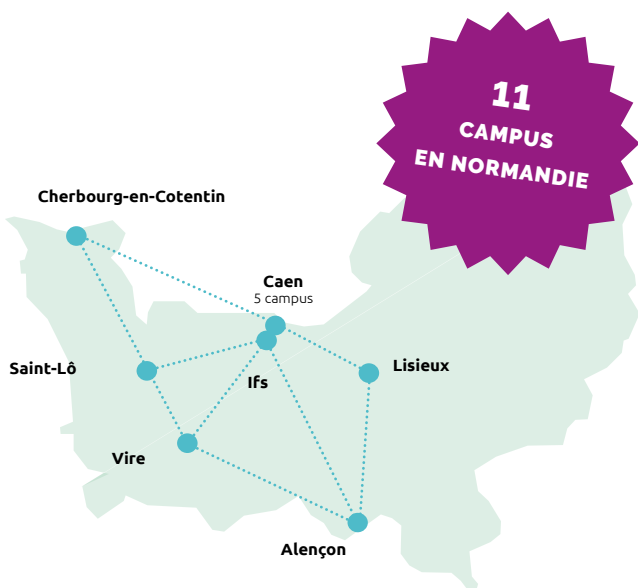 11
CAMPUS
EN NORMANDIE
Cherbourg-en-Cotentin
Caen
5 campus
Saint-Lô
Ifs
Lisieux
Vire
Alençon